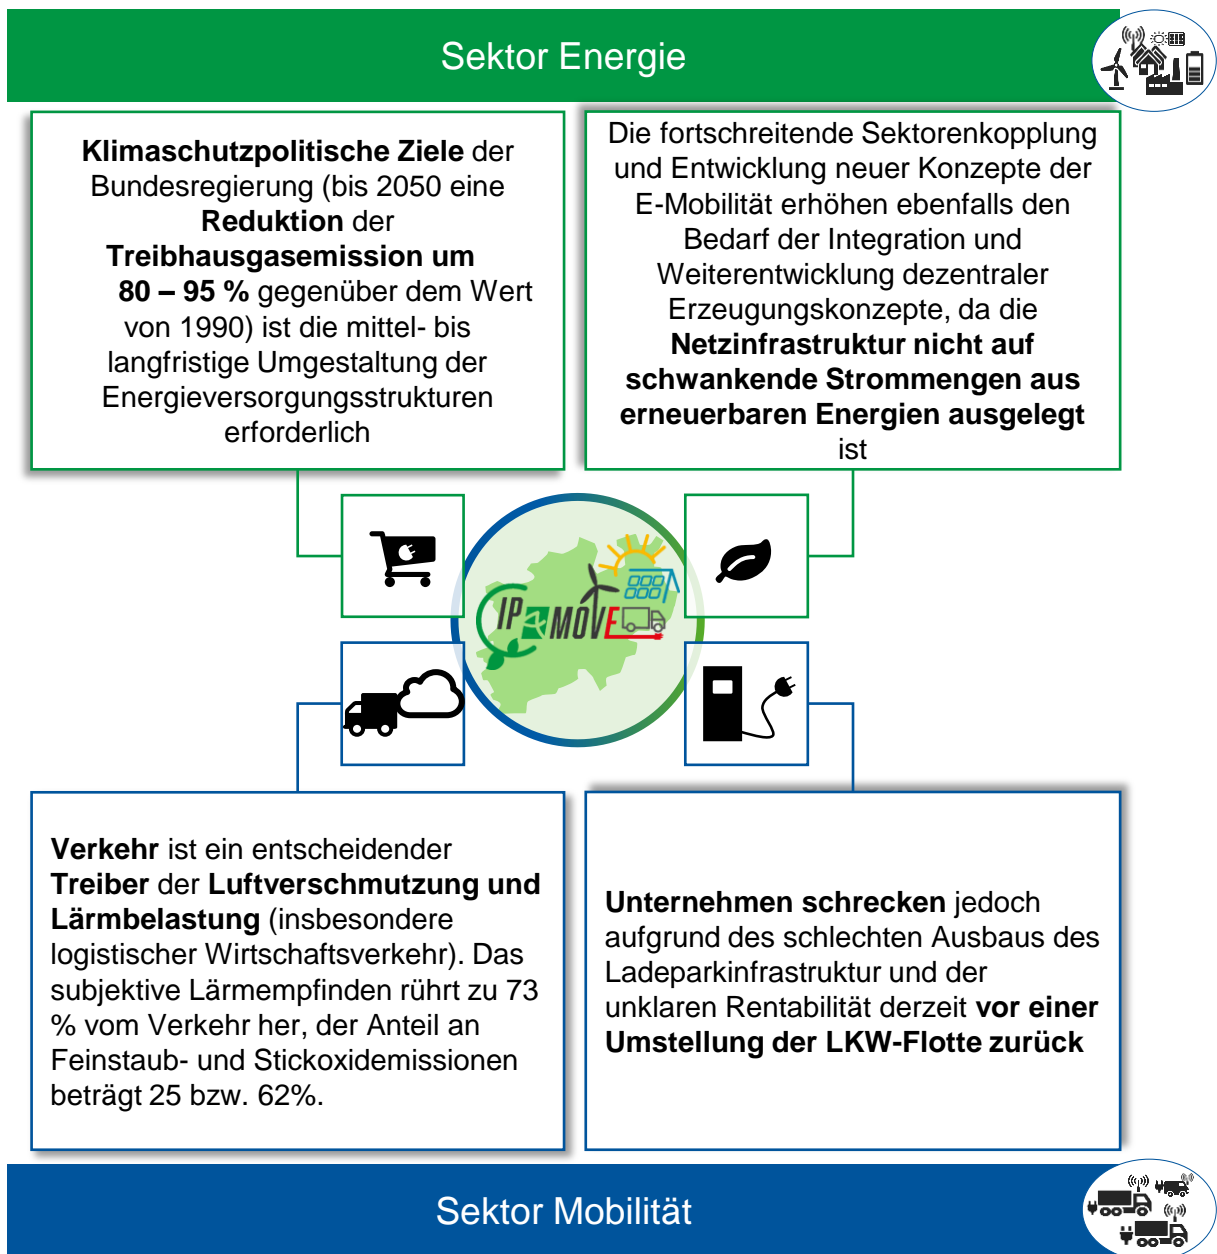 Sektor Energie
Klimaschutzpolitische Ziele der
Bundesregierung (bis 2050 eine
Reduktion der
Treibhausgasemission um
80 – 95 % gegenüber dem Wert
von 1990) ist die mittel- bis
langfristige Umgestaltung der
Energieversorgungsstrukturen
erforderlich
Die fortschreitende Sektorenkopplung
und Entwicklung neuer Konzepte der
E-Mobilität erhöhen ebenfalls den
Bedarf der Integration und
Weiterentwicklung dezentraler
Erzeugungskonzepte, da die
Netzinfrastruktur nicht auf
schwankende Strommengen aus
erneuerbaren Energien ausgelegt
ist
IP MOVE
Verkehr ist ein entscheidender
Treiber der Luftverschmutzung und
Lärmbelastung (insbesondere
logistischer Wirtschaftsverkehr). Das
subjektive Lärmempfinden rührt zu 73
% vom Verkehr her, der Anteil an
Feinstaub- und Stickoxidemissionen
beträgt 25 bzw. 62%.
Unternehmen schrecken jedoch
aufgrund des schlechten Ausbaus des
Ladeparkinfrastruktur und der
unklaren Rentabilität derzeit vor einer
Umstellung der LKW-Flotte zurück
Sektor Mobilität